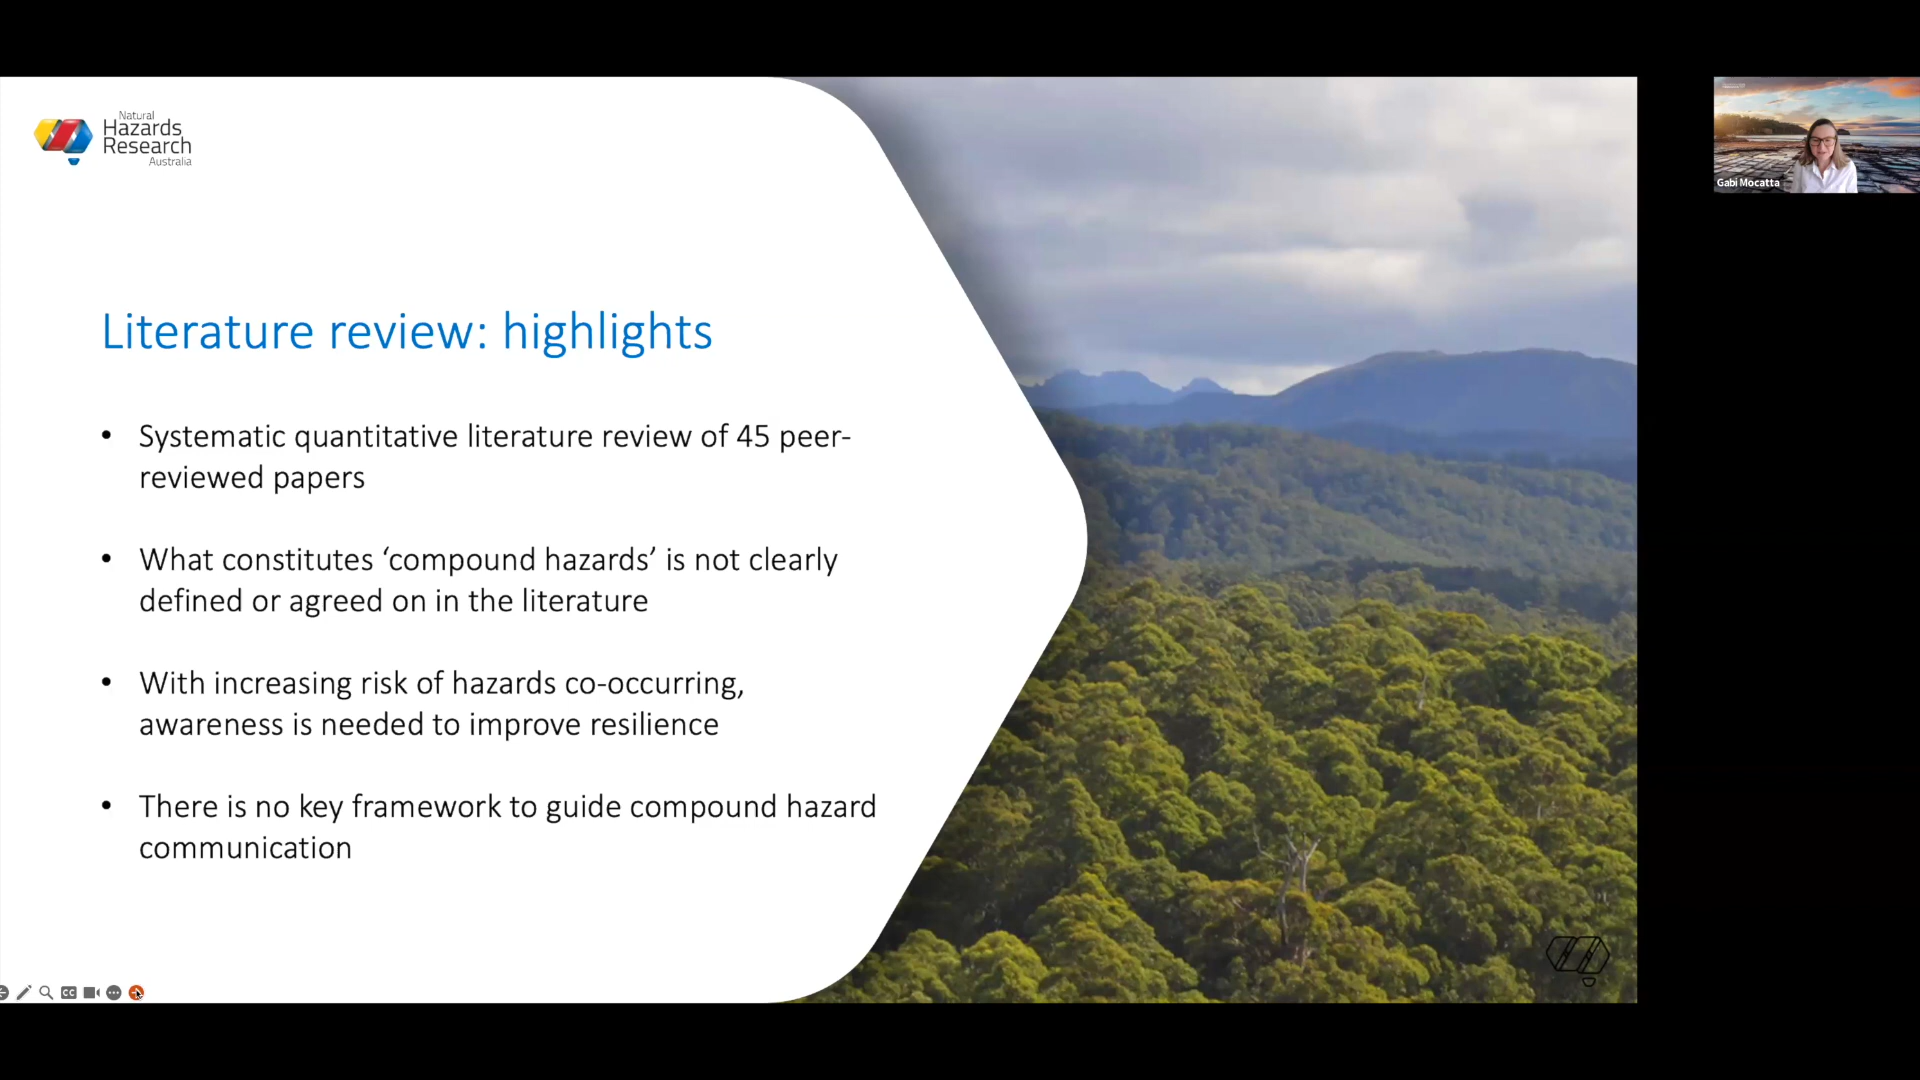 Natural
Hazards
Research
Australia
Gabi Mocatta
Literature review: highlights
• Systematic quantitative literature review of 45 peer-
reviewed papers
• What constitutes ‘compound hazards’ is not clearly
defined or agreed on in the literature
• With increasing risk of hazards co-occurring,
awareness is needed to improve resilience
• There is no key framework to guide compound hazard
communication
CC